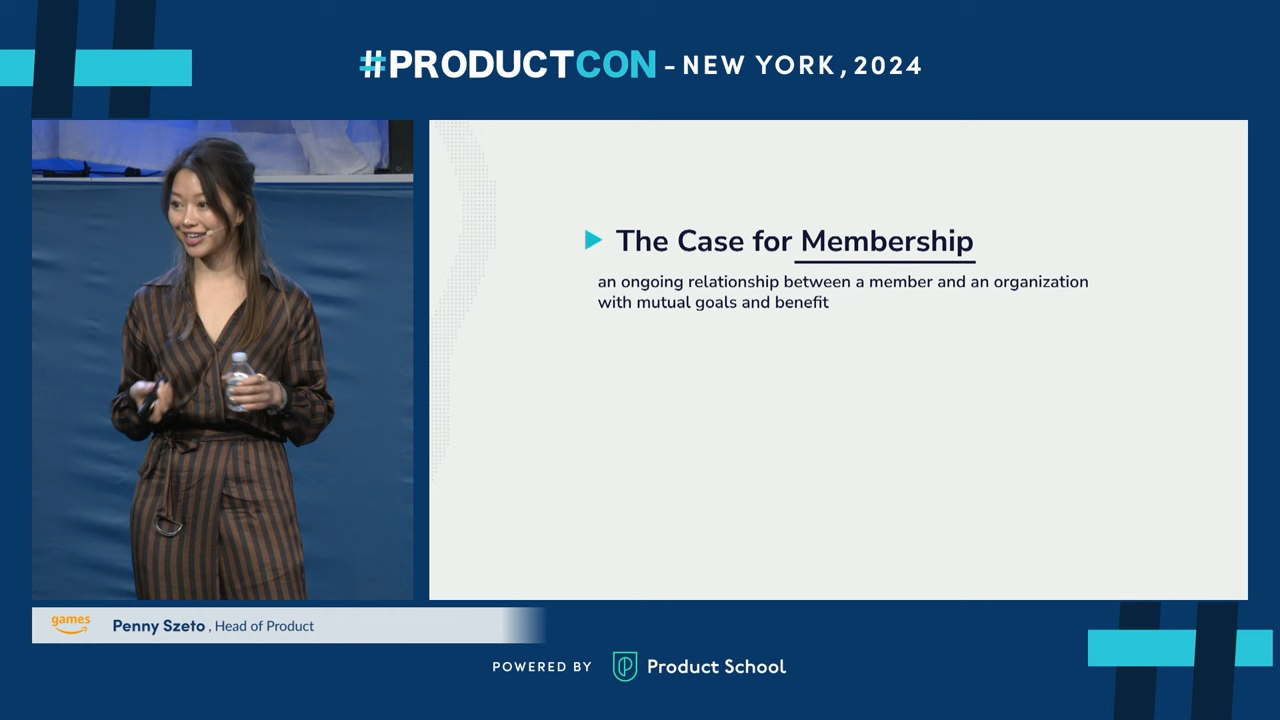 #PRODUCTCON - NEW YORK, 2024
The Case for Membership
an ongoing relationship between a member and an organization
with mutual goals and benefit
games
Penny Szeto, Head of Product
POWERED BY Product School